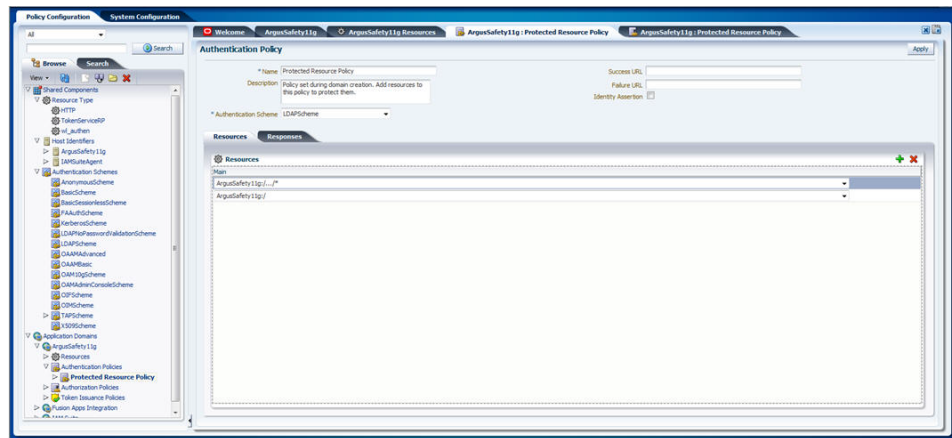 Policy Configuration System Configuration
All
Search
Browse Search
View
Shared Components
Resource Type
HTTP
TokenServiceRP
wl_authen
Host Identifiers
ArgusSafety11g
IAMSuiteAgent
Authentication Schemes
AnonymousScheme
BasicScheme
BasicSessionlessScheme
FAAuthScheme
KerberosScheme
LDAPNoPasswordValidationScheme
LDAPScheme
OAAMAdvanced
OAAMBasic
OAM10gScheme
OAMAdminConsoleScheme
OIFScheme
OIMScheme
TAPScheme
X509Scheme
Application Domains
ArgusSafety11g
Resources
Authentication Policies
Protected Resource Policy
Authorization Policies
Token Issuance Policies
Fusion Apps Integration
IAM Suite
Welcome ArgusSafety11g ArgusSafety11g Resources ArgusSafety11g : Protected Resource Policy ArgusSafety11g : Protected Resource Policy
Authentication Policy Apply
* Name Protected Resource Policy
Description Policy set during domain creation. Add resources to
this policy to protect them.
* Authentication Scheme LDAPScheme
Success URL
Failure URL
Identity Assertion
Resources Responses
Resources
Main
ArgusSafety11g:/.../*
ArgusSafety11g:/